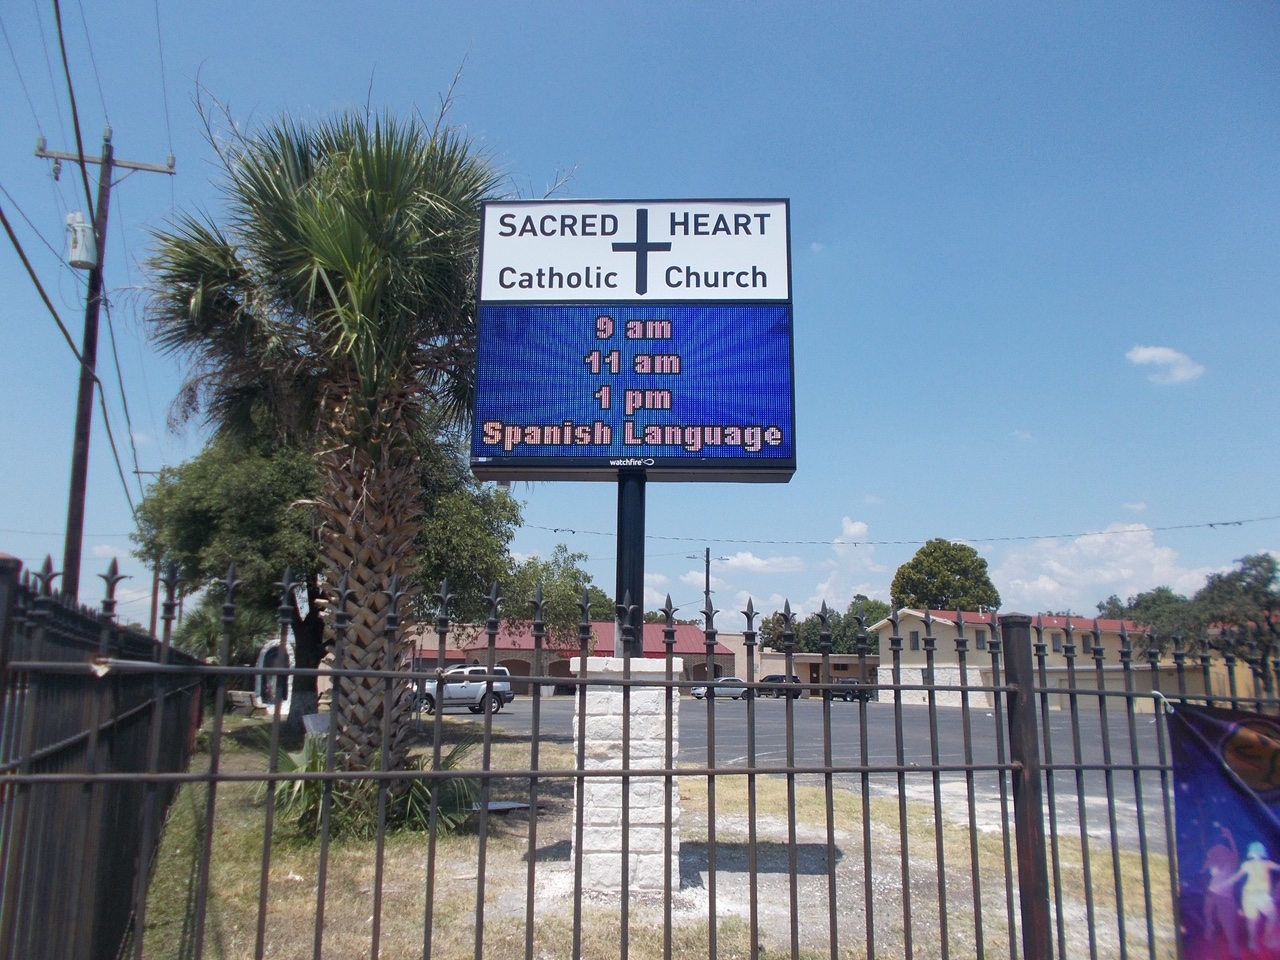 SACRED HEART
Catholic Church
9 am
11 am
1 pm
Spanish Language
watchfire